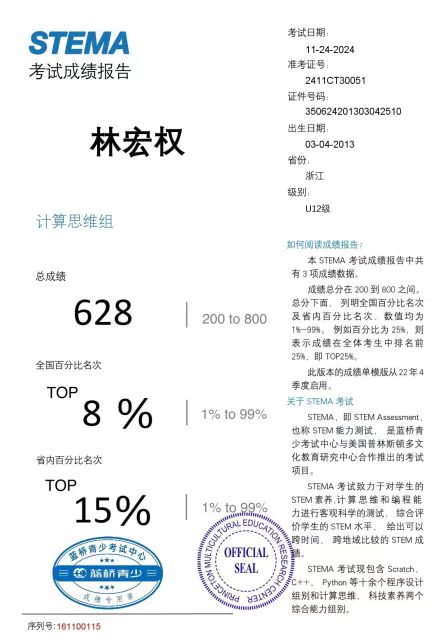 STEMA
考试成绩报告
林宏权
计算思维组
总成绩
628
200 to 800
全国百分比名次
TOP
8 %
1% to 99%
省内百分比名次
TOP
15%
1% to 99%
蓝桥青少考试中心
蓝桥青少
成绩专用章
PRINCETON MULTICULTURAL EDUCATION RESEARCH CENTER
OFFICIAL
SEAL
序列号:161100115
考试日期:
11-24-2024
准考证号:
2411CT30051
证件号码:
350624201303042510
出生日期:
03-04-2013
省份:
浙江
级别:
U12级
如何阅读成绩报告?
本 STEMA 考试成绩报告中共
有 3 项成绩数据。
成绩总分在 200 到 800 之间。
总分下面, 列明全国百分比名次
及省内百分比名次, 数值均为
1%-99%。 例如百分比为 25%, 则
表示成绩在全体考生中排名前
25%, 即 TOP25%。
此版本的成绩单模版从 22 年 4
季度启用。
关于 STEMA 考试
STEMA, 即 STEM Assessment,
也称 STEM 能力测试, 是蓝桥青
少考试中心与美国普林斯顿多文
化教育研究中心合作推出的考试
项目。
STEMA 考试致力于对学生的
STEM 素养,计算思维和编程能
力进行客观科学的测试, 综合评
价学生的 STEM 水平, 给出可以
跨时间、 跨地域比较的 STEM 成
绩。
STEMA 考试现包含 Scratch、
C++、 Python 等十余个程序设计
组别和计算思维、 科技素养两个
综合能力组别。